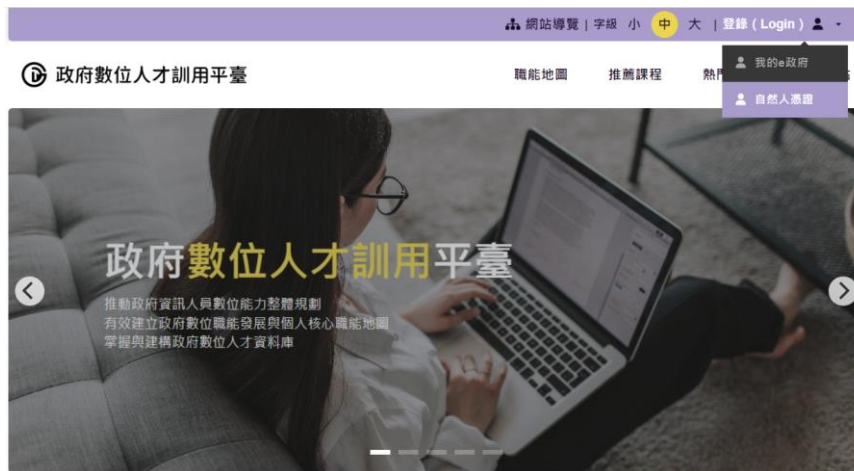 網站導覽 | 字級 小 中 大 | 登錄 ( Login )
政府數位人才訓用平臺
職能地圖 推薦課程 熱門
我的e政府
自然人憑證
政府數位人才訓用平臺
推動政府資訊人員數位能力整體規劃
有效建立政府數位職能發展與個人核心職能地圖
掌握與建構政府數位人才資料庫